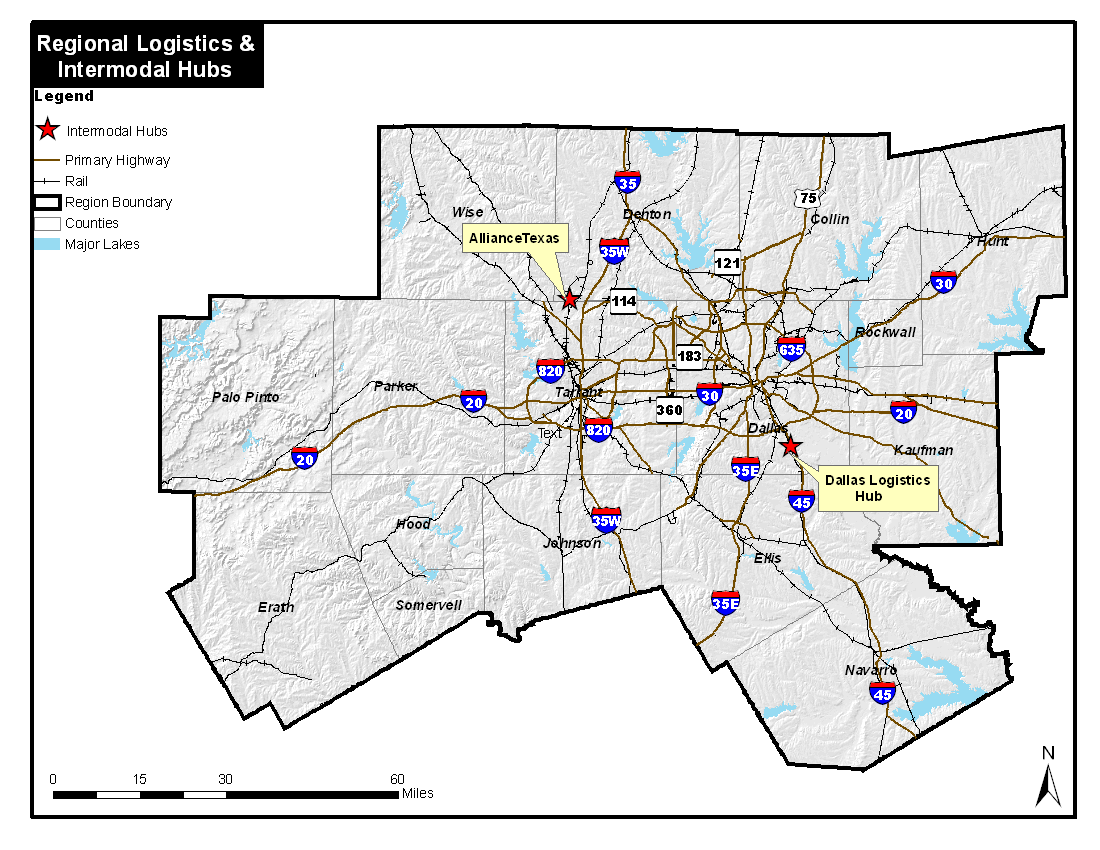 Regional Logistics &
Intermodal Hubs
Legend
Intermodal Hubs
Primary Highway
Rail
Region Boundary
Counties
Major Lakes
35
75
Wise
Denton
Collin
AllianceTexas
Hunt
35W
121
30
114
Rockwall
635
183
820
Parker
Tarrant
30
Palo Pinto
20
360
20
Text
820
Dallas
Kaufman
20
35E
Dallas Logistics
Hub
45
Hood
35W
Johnson
Ellis
Erath
Somervell
35E
Navarro
45
N
0
15
30
60
Miles